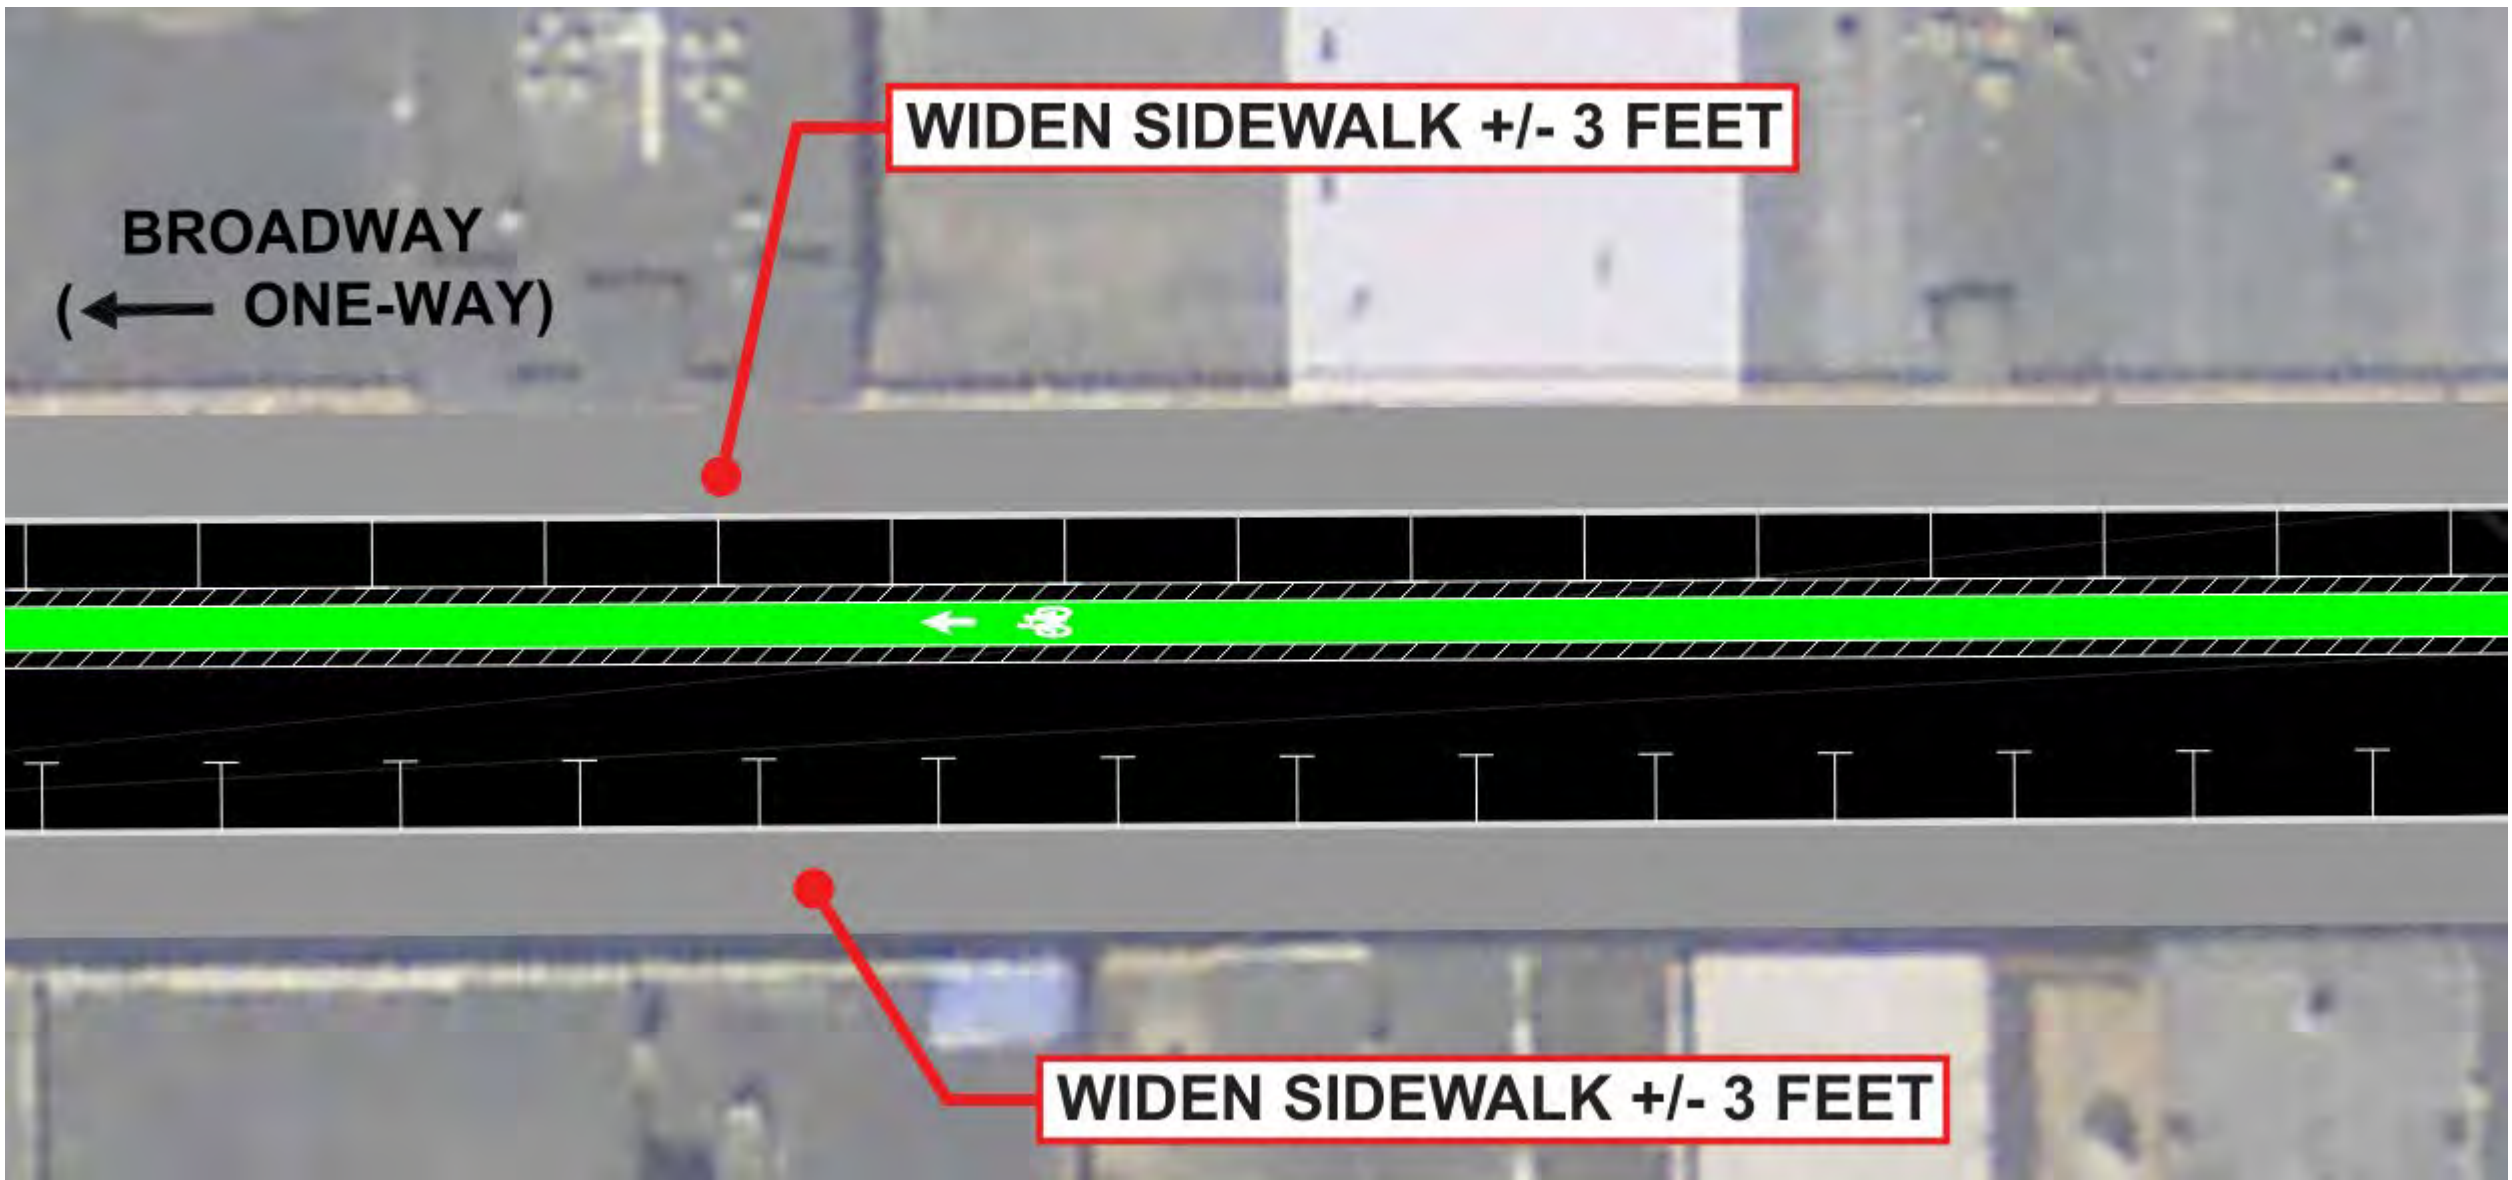 WIDEN SIDEWALK +/- 3 FEET
BROADWAY
(← ONE-WAY)
WIDEN SIDEWALK +/- 3 FEET